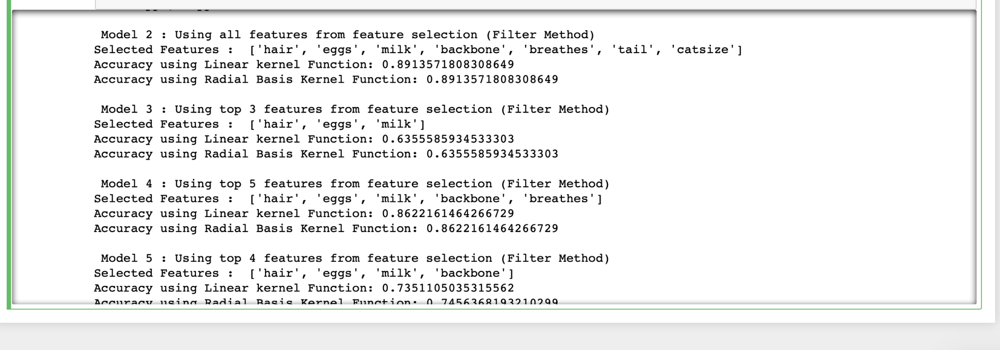 Model 2 : Using all features from feature selection (Filter Method)
Selected Features :  ['hair', 'eggs', 'milk', 'backbone', 'breathes', 'tail', 'catsize']
Accuracy using Linear kernel Function: 0.8913571808308649
Accuracy using Radial Basis Kernel Function: 0.8913571808308649
Model 3 : Using top 3 features from feature selection (Filter Method)
Selected Features :  ['hair', 'eggs', 'milk']
Accuracy using Linear kernel Function: 0.6355585934533303
Accuracy using Radial Basis Kernel Function: 0.6355585934533303
Model 4 : Using top 5 features from feature selection (Filter Method)
Selected Features :  ['hair', 'eggs', 'milk', 'backbone', 'breathes']
Accuracy using Linear kernel Function: 0.8622161464266729
Accuracy using Radial Basis Kernel Function: 0.8622161464266729
Model 5 : Using top 4 features from feature selection (Filter Method)
Selected Features :  ['hair', 'eggs', 'milk', 'backbone']
Accuracy using Linear kernel Function: 0.7351105035315562
Accuracy using Radial Basis Kernel Function: 0.7456368193210299